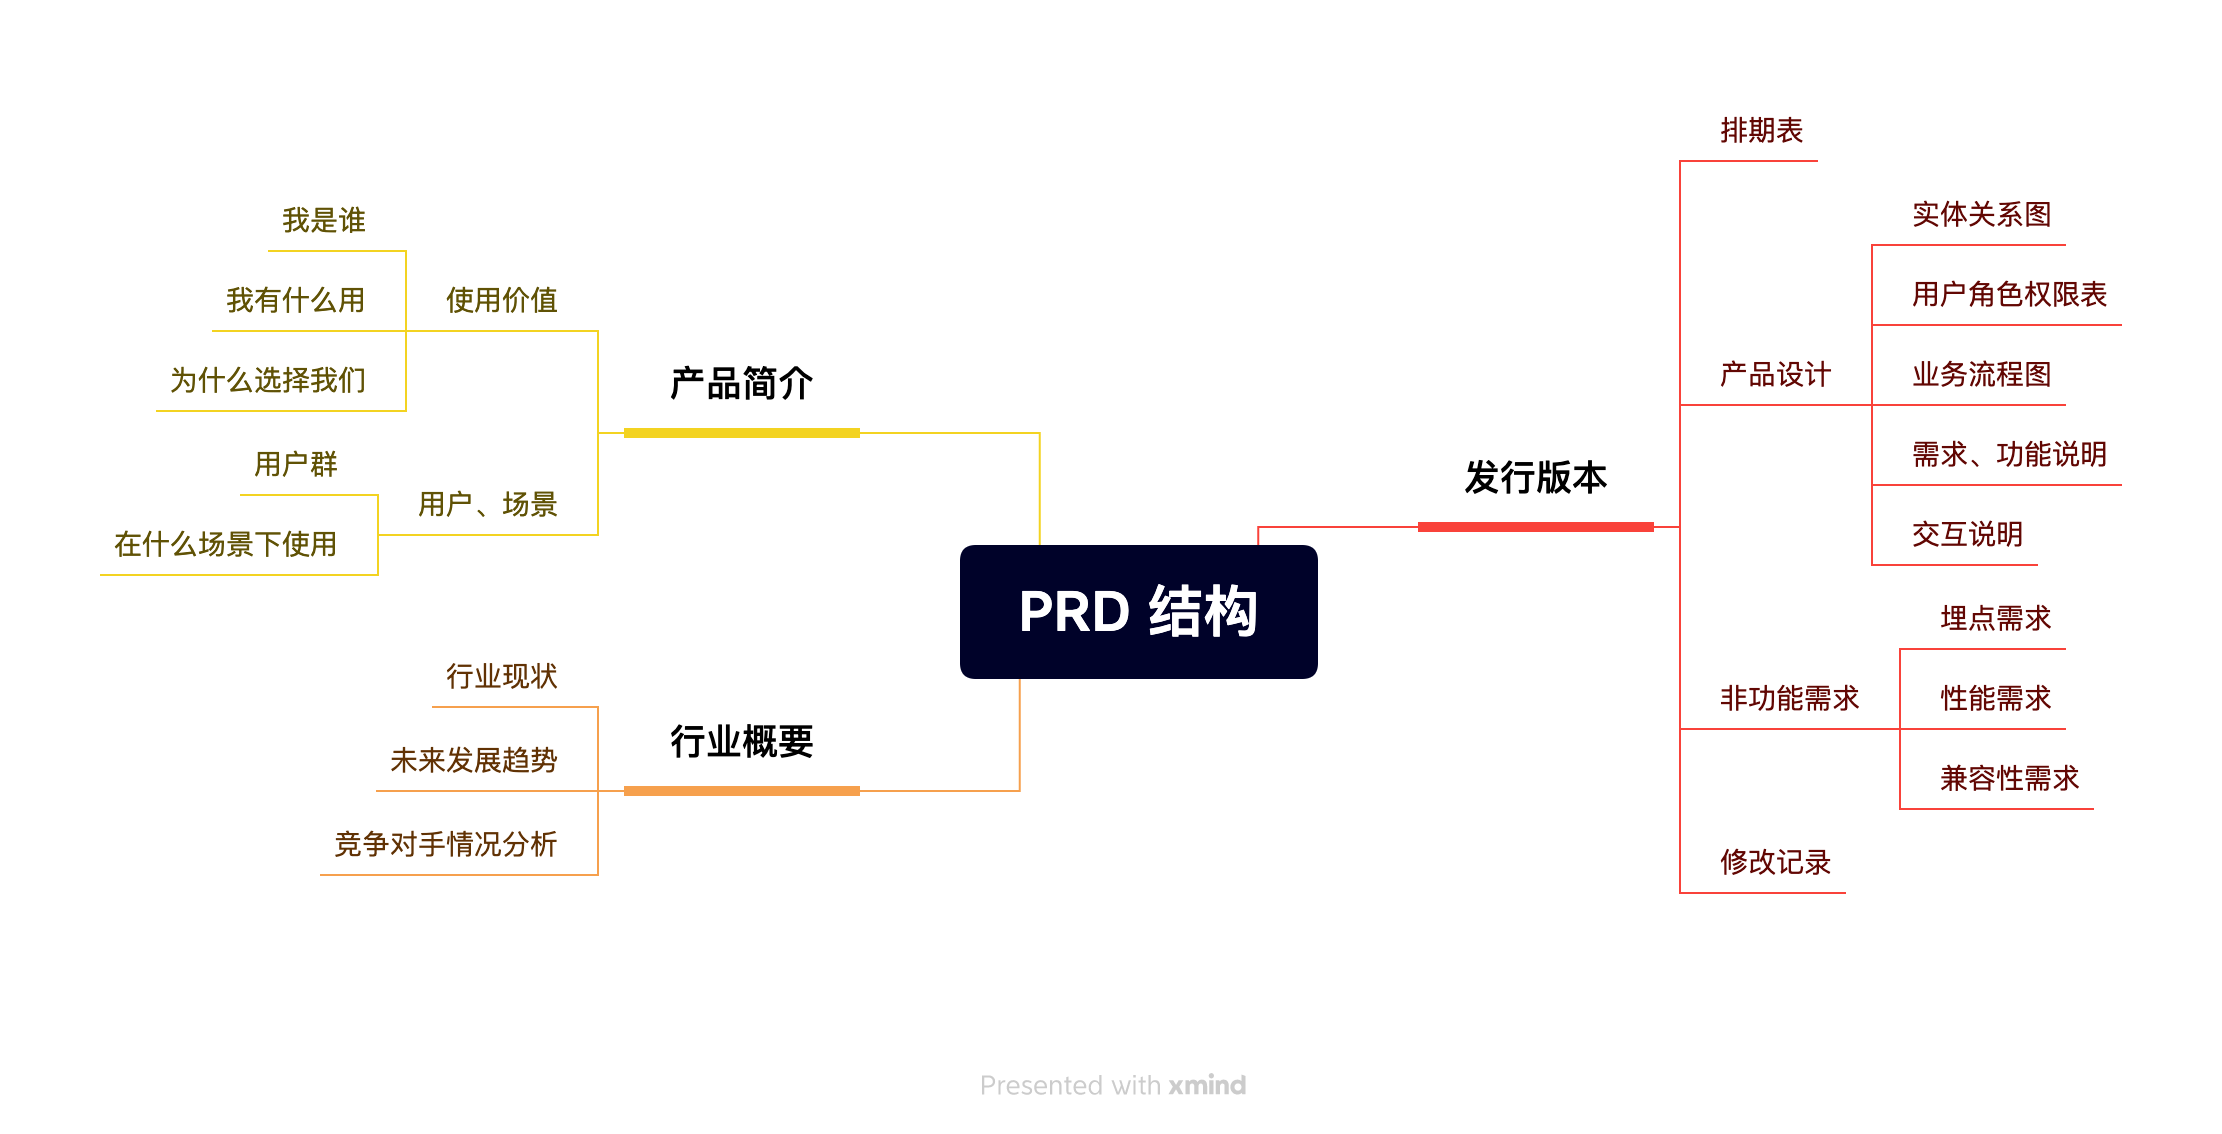 PRD 结构
产品简介
使用价值
我是谁
我有什么用
为什么选择我们
用户、场景
用户群
在什么场景下使用
行业概要
行业现状
未来发展趋势
竞争对手情况分析
发行版本
排期表
产品设计
实体关系图
用户角色权限表
业务流程图
需求、功能说明
交互说明
非功能需求
埋点需求
性能需求
兼容性需求
修改记录
Presented with xmind